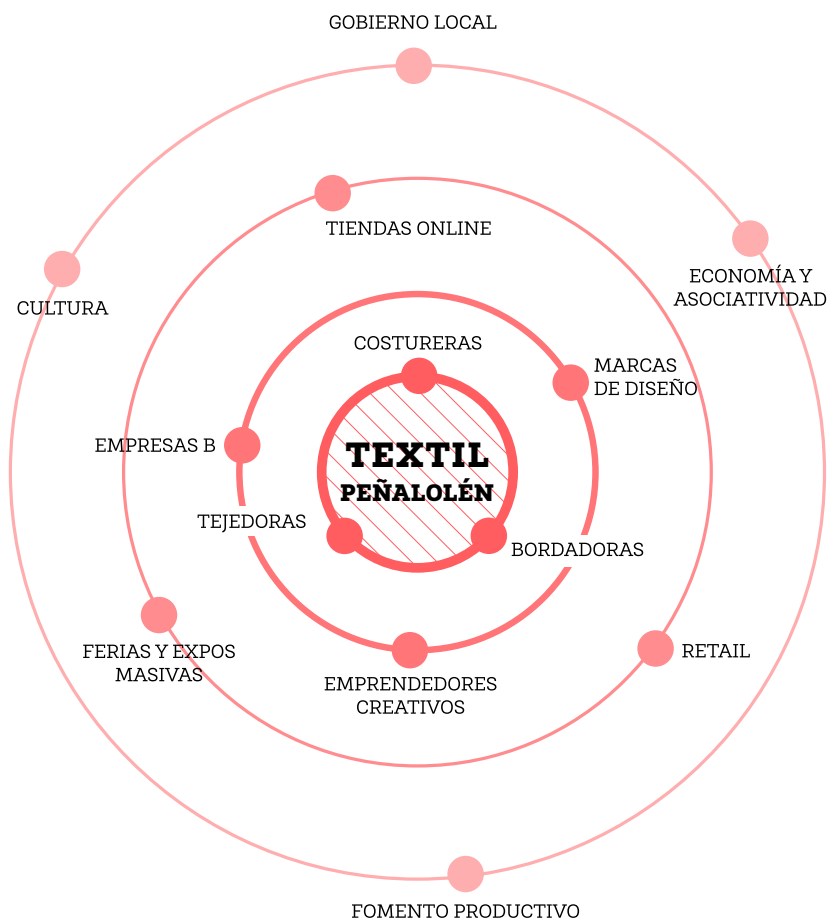 GOBIERNO LOCAL
TIENDAS ONLINE
ECONOMÍA Y
ASOCIATIVIDAD
CULTURA
COSTURERAS
MARCAS
DE DISEÑO
EMPRESAS B
TEXTIL
PEÑALOLÉN
TEJEDORAS
BORDADORAS
FERIAS Y EXPOS
MASIVAS
RETAIL
EMPRENDEDORES
CREATIVOS
FOMENTO PRODUCTIVO